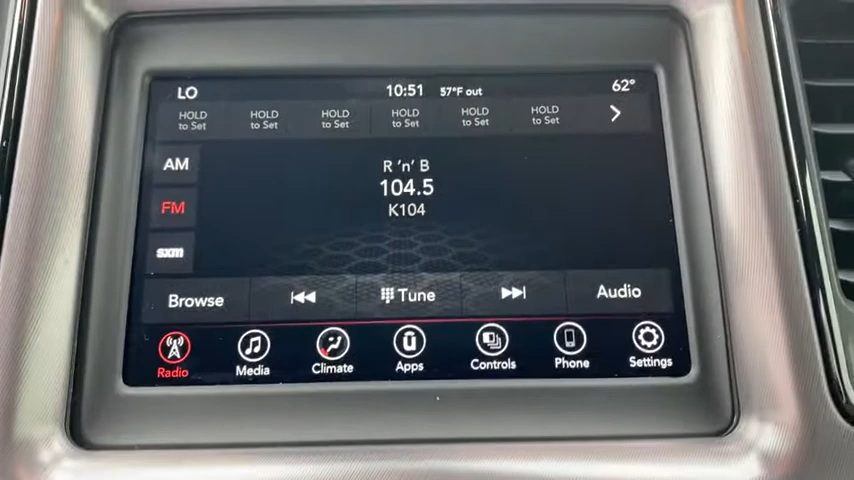 LO 10:51 57°F out 62°
HOLD to Set HOLD to Set HOLD to Set HOLD to Set HOLD to Set HOLD to Set
AM
FM
sxm
R 'n' B
104.5
K104
Browse Tune Audio
Radio Media Climate Apps Controls Phone Settings